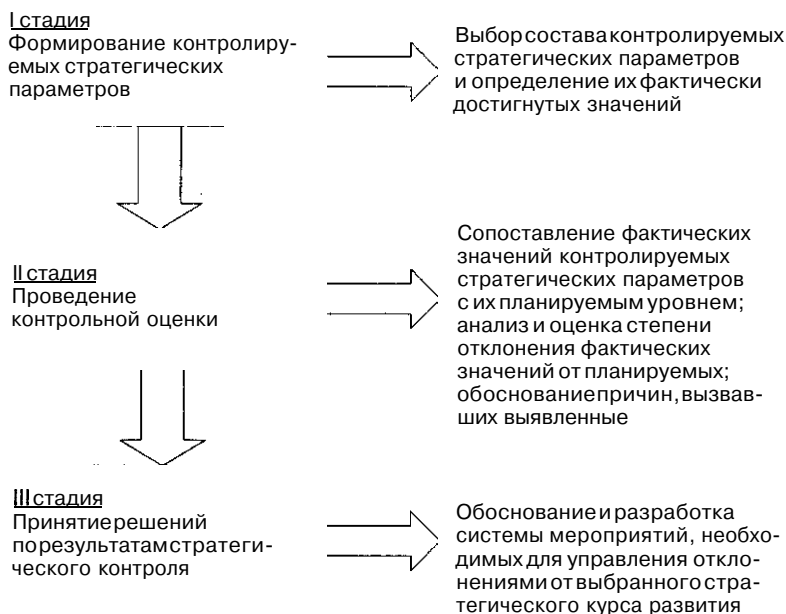 I стадия
Формирование контролиру-
емых стратегических
параметров
Выбор состава контролируемых
стратегических параметров
и определение их фактически
достигнутых значений
II стадия
Проведение
контрольной оценки
Сопоставление фактических
значений контролируемых
стратегических параметров
с их планируемым уровнем;
анализ и оценка степени
отклонения фактических
значений от планируемых;
обоснование причин, вызвав-
ших выявленные
III стадия
Принятие решений
по результатам стратеги-
ческого контроля
Обоснование и разработка
системы мероприятий, необхо-
димых для управления откло-
нениями от выбранного стра-
тегического курса развития